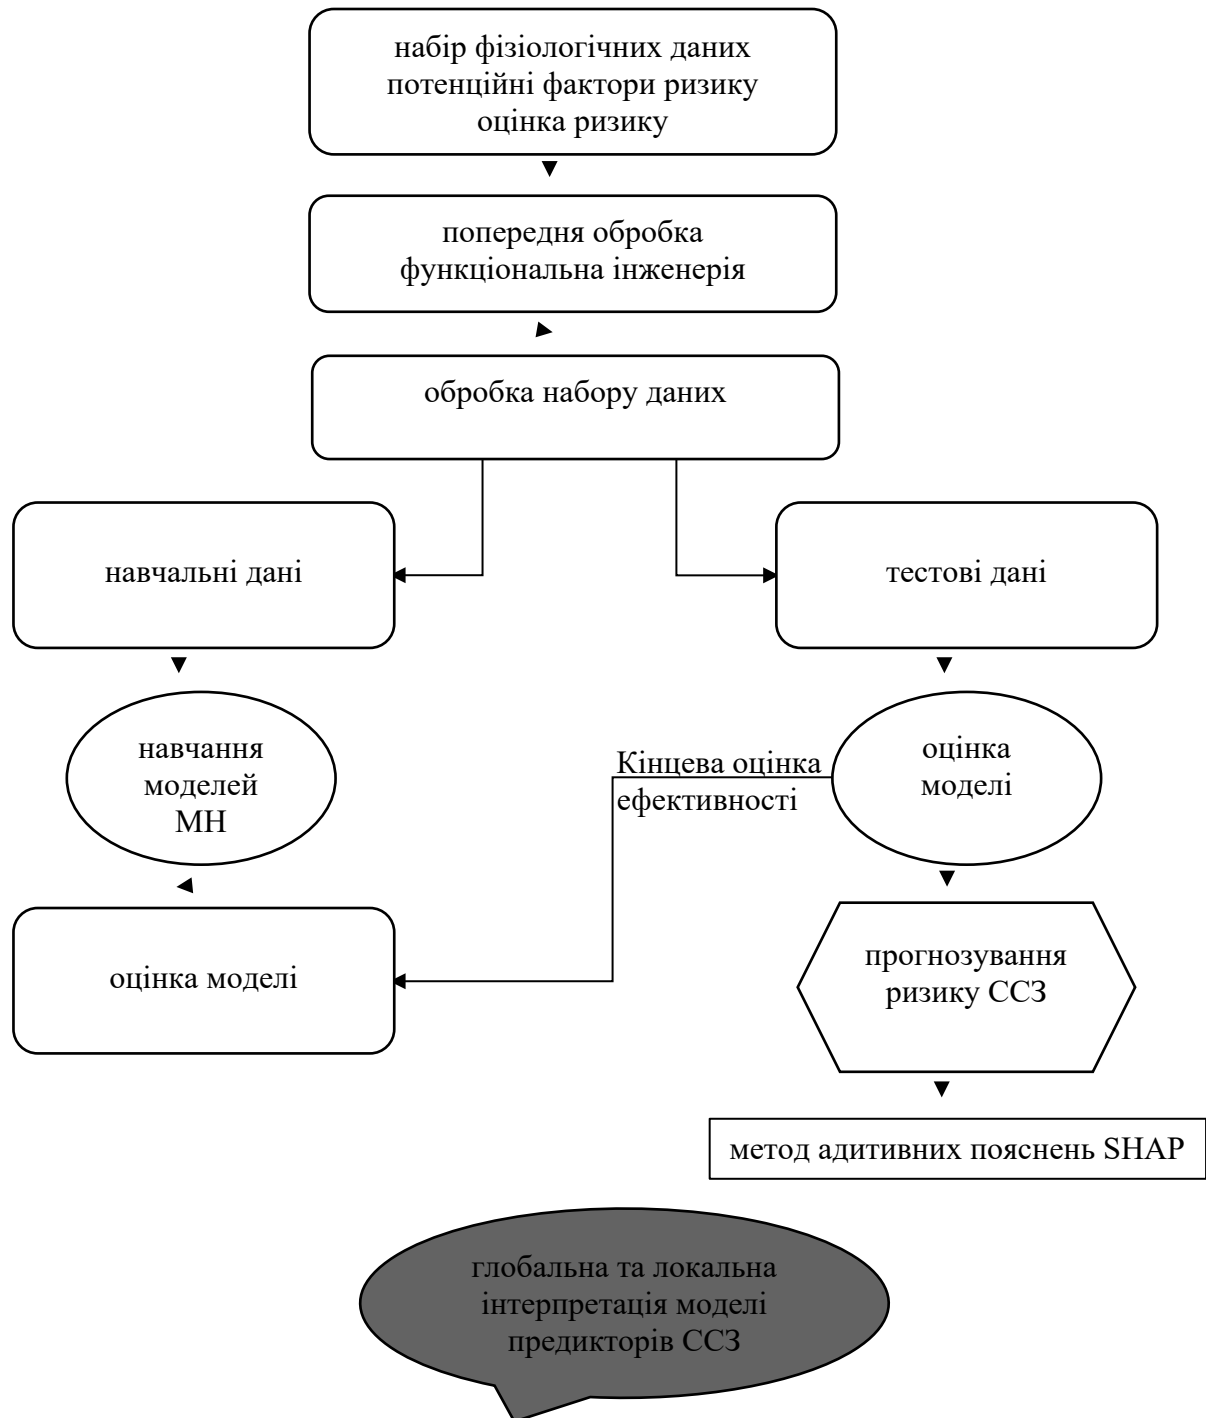 набір фізіологічних даних
потенційні фактори ризику
оцінка ризику
попередня обробка
функціональна інженерія
обробка набору даних
навчальні дані
тестові дані
навчання
моделей
МН
Кінцева оцінка
ефективності
оцінка
моделі
оцінка моделі
прогнозування
ризику ССЗ
метод адитивних пояснень SHAP
глобальна та локальна
інтерпретація моделі
предикторів ССЗ